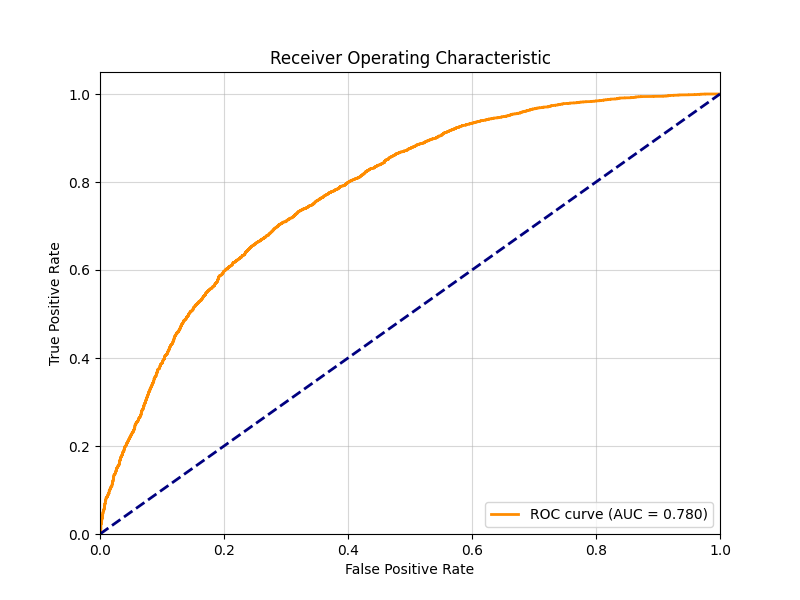 Receiver Operating Characteristic
True Positive Rate
1.0
0.8
0.6
0.4
0.2
0.0
ROC curve (AUC = 0.780)
0.0 0.2 0.4 0.6 0.8 1.0
False Positive Rate